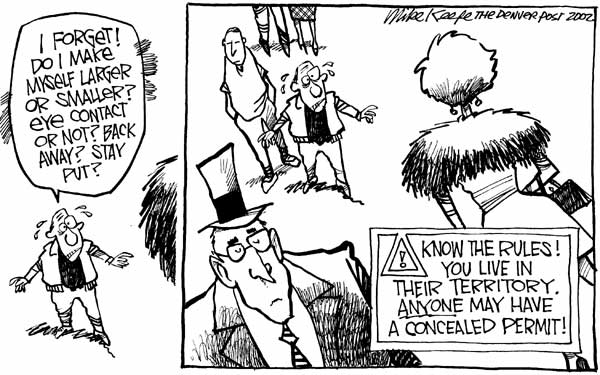 I FORGET!
DO I MAKE
MYSELF LARGER
OR SMALLER?
EYE CONTACT
OR NOT? BACK
AWAY? STAY
PUT?
Mike Keefe THE DENVER POST 2002
KNOW THE RULES!
YOU LIVE IN
THEIR TERRITORY.
ANYONE MAY HAVE
A CONCEALED PERMIT!